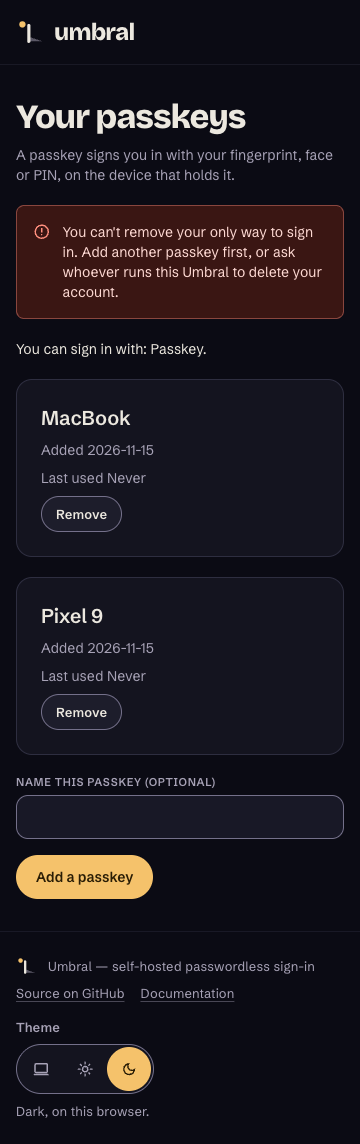 umbral
Your passkeys
A passkey signs you in with your fingerprint, face
or PIN, on the device that holds it.
You can't remove your only way to sign
in. Add another passkey first, or ask
whoever runs this Umbral to delete your
account.
You can sign in with: Passkey.
MacBook
Added 2026-11-15
Last used Never
Remove
Pixel 9
Added 2026-11-15
Last used Never
Remove
NAME THIS PASSKEY (OPTIONAL)
Add a passkey
Umbral — self-hosted passwordless sign-in
Source on GitHub Documentation
Theme
Dark, on this browser.